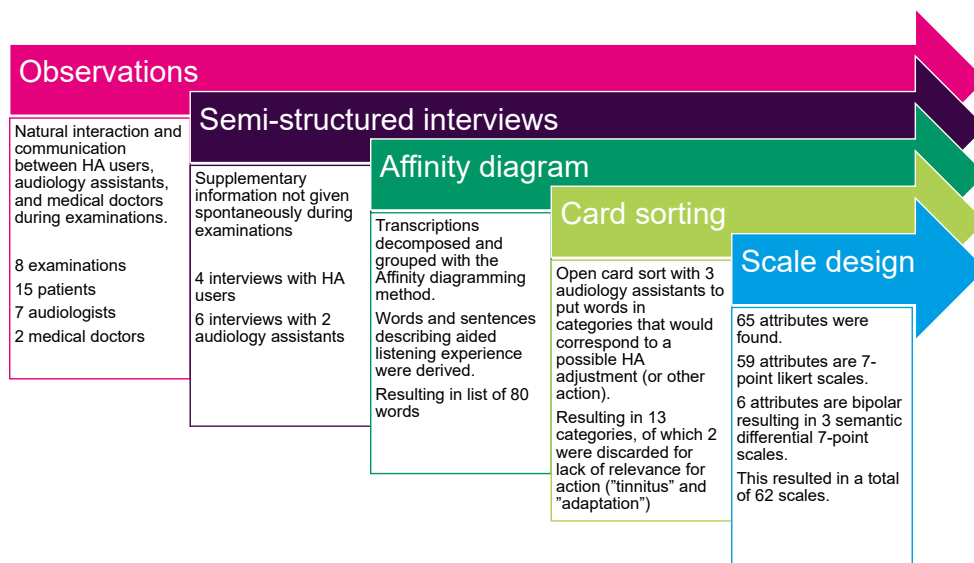 Observations
Natural interaction and
communication
between HA users,
audiology assistants,
and medical doctors
during examinations.
8 examinations
15 patients
7 audiologists
2 medical doctors
Semi-structured interviews
Supplementary
information not given
spontaneously during
examinations
4 interviews with HA
users
6 interviews with 2
audiology assistants
Affinity diagram
Transcriptions
decomposed and
grouped with the
Affinity diagramming
method.
Words and sentences
describing aided
listening experience
were derived.
Resulting in list of 80
words
Card sorting
Open card sort with 3
audiology assistants to
put words in
categories that would
correspond to a
possible HA
adjustment (or other
action).
Resulting in 13
categories, of which 2
were discarded for
lack of relevance for
action ("tinnitus" and
"adaptation")
Scale design
65 attributes were
found.
59 attributes are 7-
point likert scales.
6 attributes are bipolar
resulting in 3 semantic
differential 7-point
scales.
This resulted in a total
of 62 scales.